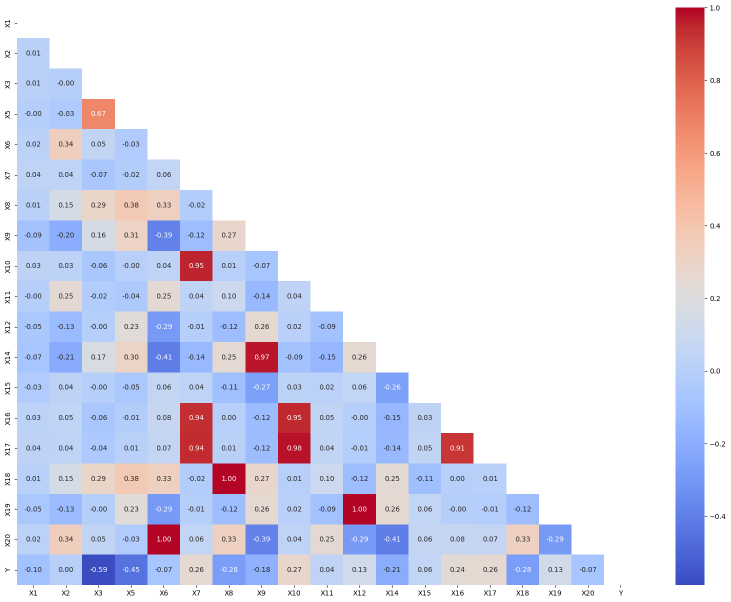 X1
X2 0.01
X3 0.01 -0.00
X5 -0.00 -0.03 0.67
X6 0.02 0.34 0.05 -0.03
X7 0.04 0.04 -0.07 -0.02 0.06
X8 0.01 0.15 0.29 0.38 0.33 -0.02
X9 -0.09 -0.20 0.16 0.31 -0.39 -0.12 0.27
X10 0.03 0.03 -0.06 -0.00 0.04 0.95 0.01 -0.07
X11 -0.00 0.25 -0.02 -0.04 0.25 0.04 0.10 -0.14 0.04
X12 -0.05 -0.13 -0.00 0.23 -0.29 -0.01 -0.12 0.26 0.02 -0.09
X14 -0.07 -0.21 0.17 0.30 -0.41 -0.14 0.25 0.97 -0.09 -0.15 0.26
X15 -0.03 0.04 -0.00 -0.05 0.06 0.04 -0.11 -0.27 0.03 0.02 0.06 -0.26
X16 0.03 0.05 -0.06 -0.01 0.08 0.94 0.00 -0.12 0.95 0.05 -0.00 -0.15 0.03
X17 0.04 0.04 -0.04 0.01 0.07 0.94 0.01 -0.12 0.98 0.04 -0.01 -0.14 0.03 0.91
X18 0.01 0.15 0.29 0.38 0.33 -0.02 1.00 0.27 0.01 0.10 -0.12 0.25 -0.11 0.00 0.01
X19 -0.05 -0.13 -0.00 0.23 -0.29 -0.01 -0.12 0.26 0.02 -0.09 1.00 0.26 0.06 -0.00 -0.01 -0.12
X20 0.02 0.34 0.05 -0.03 1.00 0.06 0.33 -0.39 0.04 0.25 -0.29 -0.41 0.06 0.08 0.07 0.33 -0.29
Y -0.10 0.00 -0.59 -0.45 -0.07 0.26 -0.28 -0.18 0.27 0.04 0.13 -0.21 0.06 0.24 0.26 -0.28 0.13 -0.07
X1 X2 X3 X5 X6 X7 X8 X9 X10 X11 X12 X14 X15 X16 X17 X18 X19 X20 Y
1.0
0.8
0.6
0.4
0.2
0.0
−0.2
−0.4